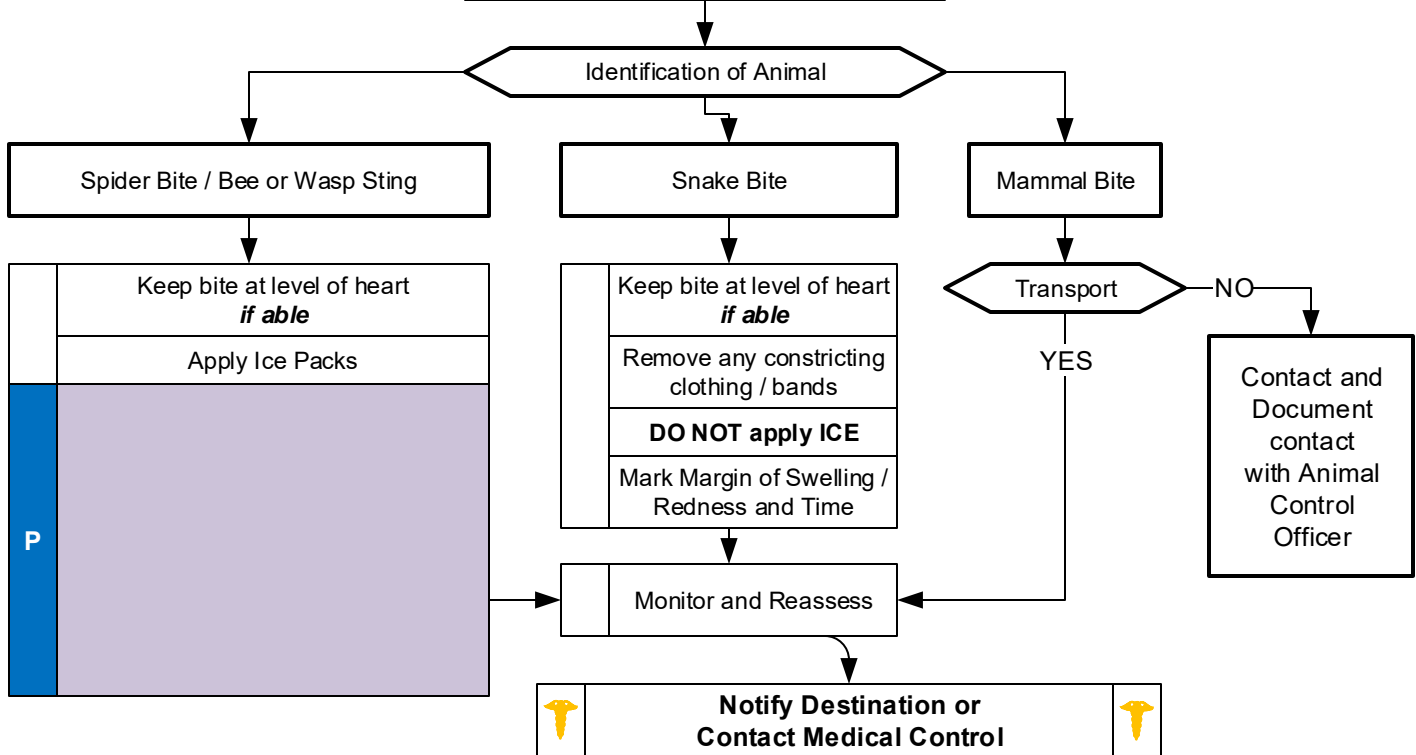 Identification of Animal
Spider Bite / Bee or Wasp Sting
Snake Bite
Mammal Bite
Keep bite at level of heart
if able
Apply Ice Packs
P
Keep bite at level of heart
if able
Remove any constricting
clothing / bands
DO NOT apply ICE
Mark Margin of Swelling /
Redness and Time
Transport
NO
YES
Contact and
Document
contact
with Animal
Control
Officer
Monitor and Reassess
Notify Destination or
Contact Medical Control